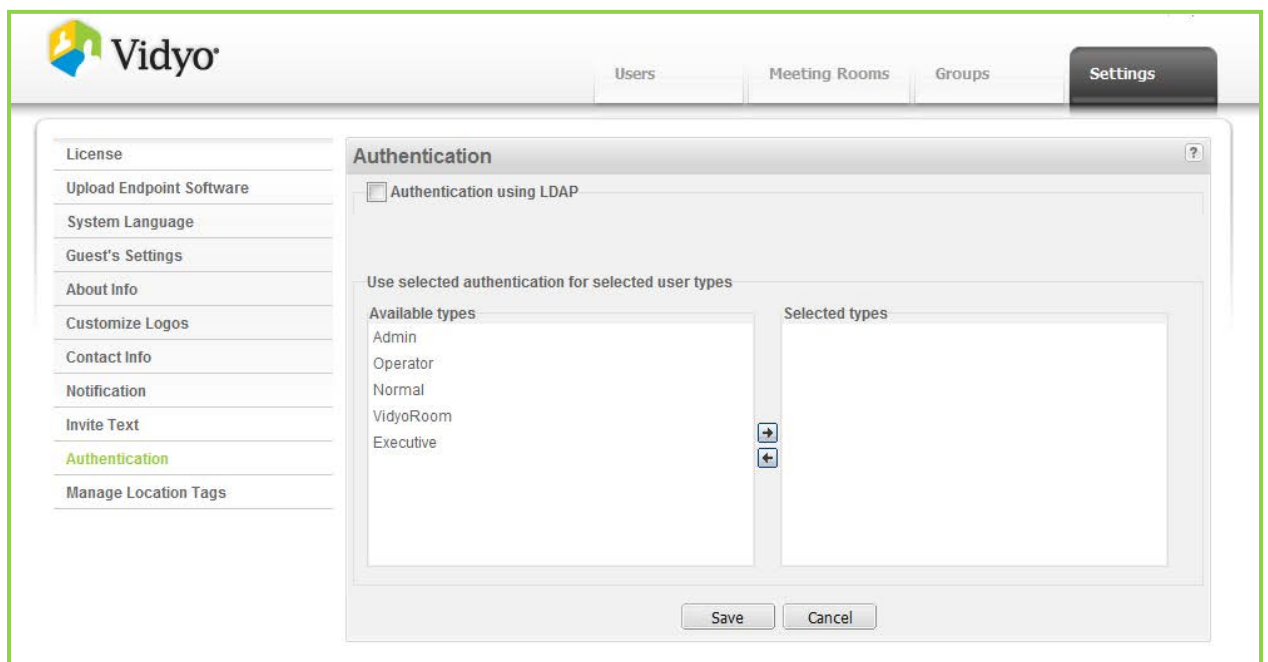 Vidyo
Users
Meeting Rooms
Groups
Settings
License
Upload Endpoint Software
System Language
Guest's Settings
About Info
Customize Logos
Contact Info
Notification
Invite Text
Authentication
Manage Location Tags
Authentication
?
Authentication using LDAP
Use selected authentication for selected user types
Available types
Admin
Operator
Normal
VidyoRoom
Executive
Selected types
Save
Cancel